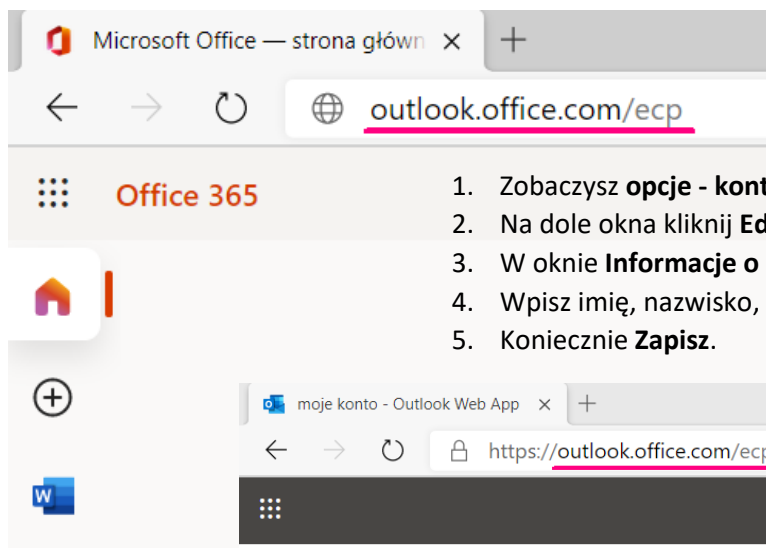 Microsoft Office — strona główn
outlook.office.com/ecp
Office 365
1. Zobaczysz opcje - kont
2. Na dole okna kliknij Ed
3. W oknie Informacje o
4. Wpisz imię, nazwisko,
5. Koniecznie Zapisz.
moje konto - Outlook Web App
https://outlook.office.com/ecp
W